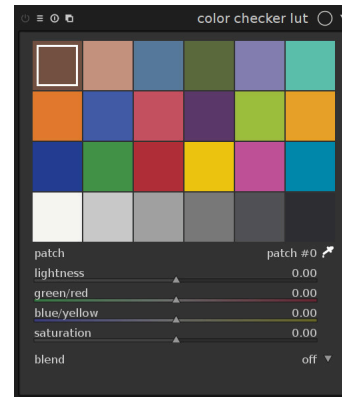 color checker lut
patch patch #0
lightness 0.00
green/red 0.00
blue/yellow 0.00
saturation 0.00
blend off